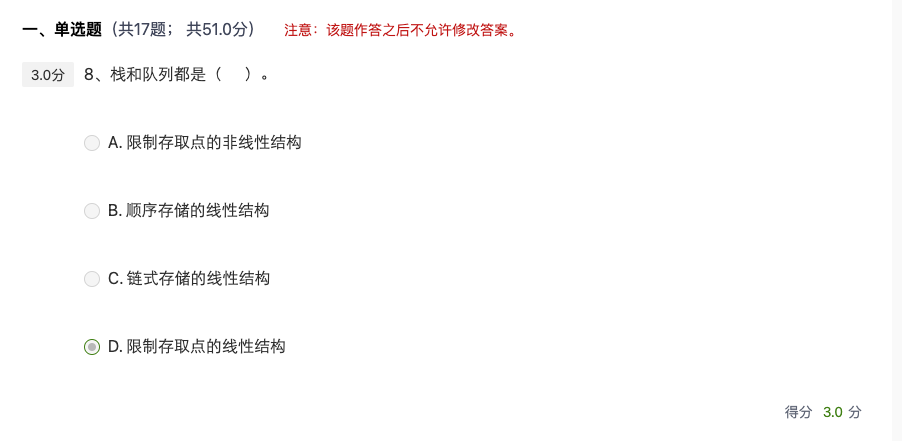 一、单选题（共17题； 共51.0分） 注意：该题作答之后不允许修改答案。
3.0分 8、栈和队列都是（ ）。
A. 限制存取点的非线性结构
B. 顺序存储的线性结构
C. 链式存储的线性结构
D. 限制存取点的线性结构
得分 3.0 分